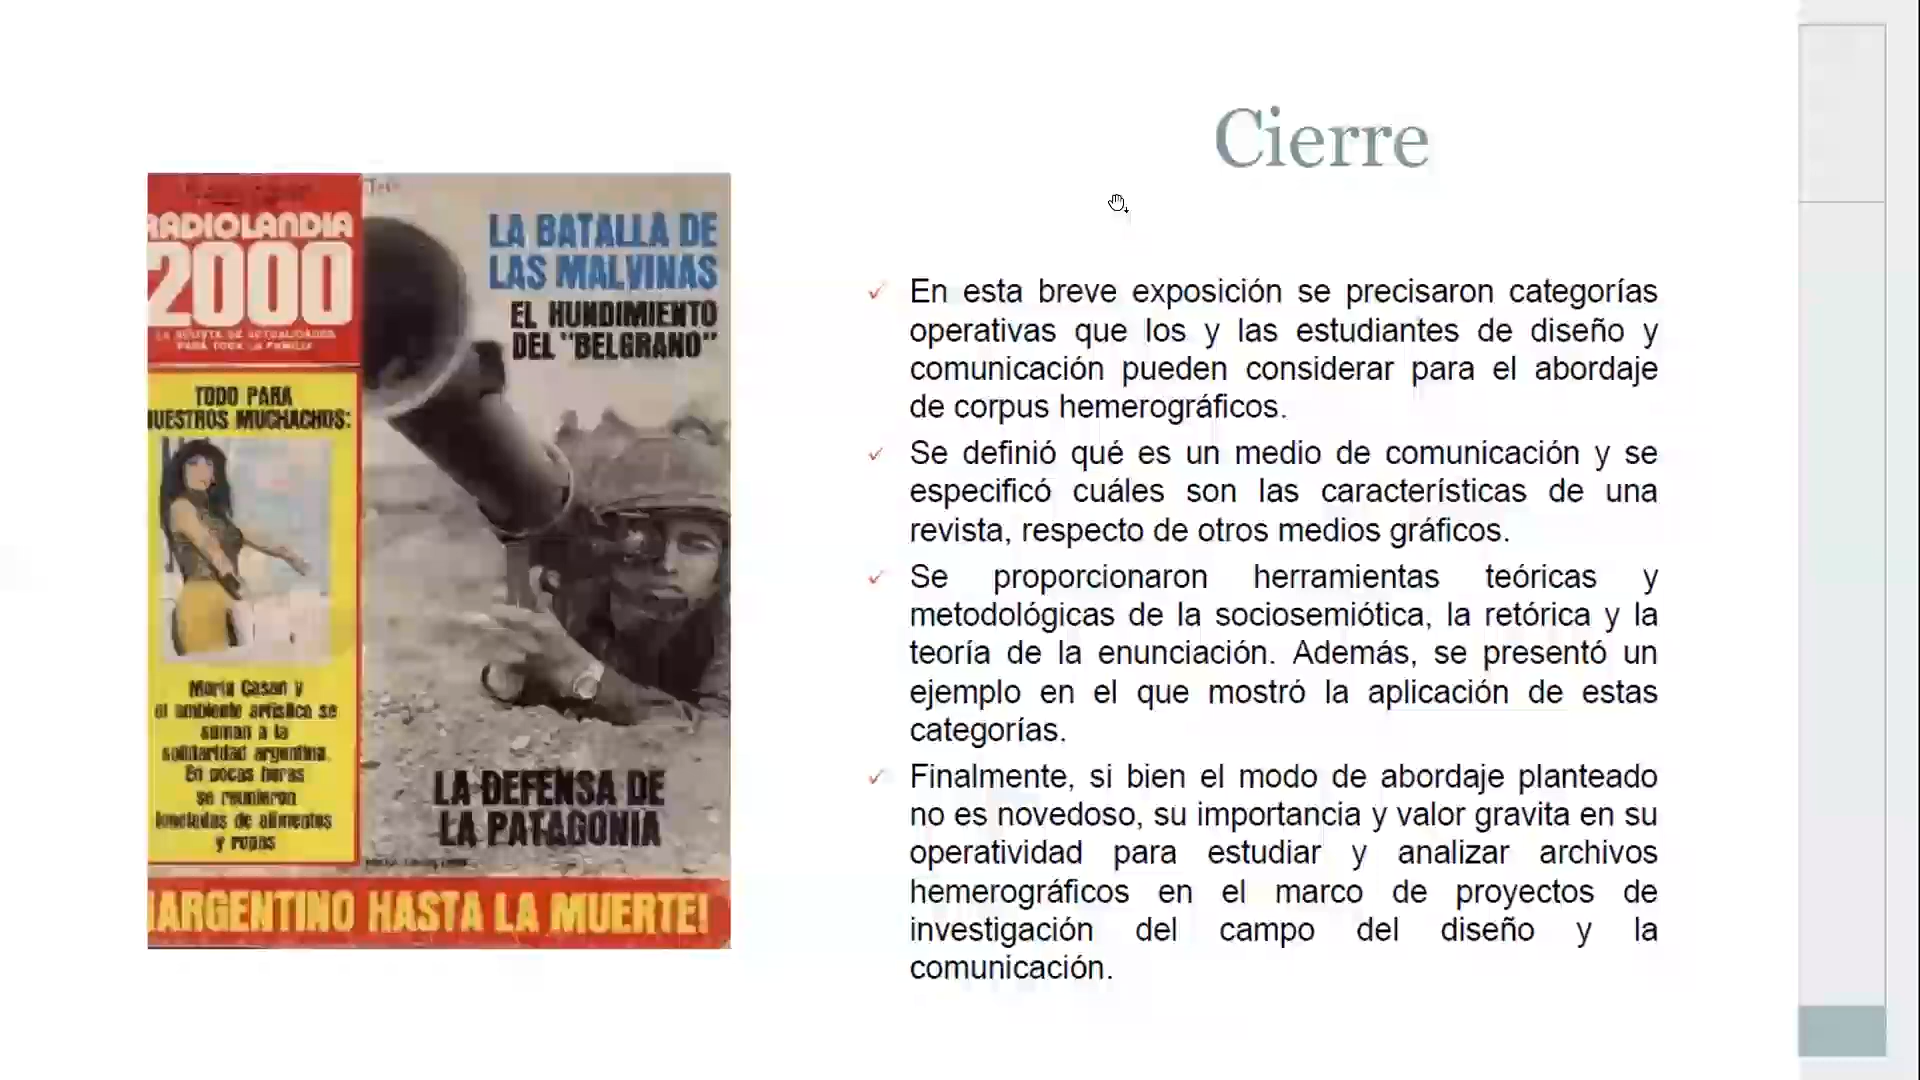 Cierre
RADIOLANDIA
2000
LA REVISTA DE ACTUALIDADES
PARA TODA LA FAMILIA
LA BATALLA DE
LAS MALVINAS
EL HUNDIMIENTO
DEL "BELGRANO"
TODO PARA
NUESTROS MUCHACHOS:
Moria Casan y
el ambiente artístico se
suman a la
solidaridad argentina.
En pocas horas
se reunieron
toneladas de alimentos
y ropas
LA DEFENSA DE
LA PATAGONIA
¡ARGENTINO HASTA LA MUERTE!
En esta breve exposición se precisaron categorías
operativas que los y las estudiantes de diseño y
comunicación pueden considerar para el abordaje
de corpus hemerográficos.
Se definió qué es un medio de comunicación y se
especificó cuáles son las características de una
revista, respecto de otros medios gráficos.
Se proporcionaron herramientas teóricas y
metodológicas de la sociosemiótica, la retórica y la
teoría de la enunciación. Además, se presentó un
ejemplo en el que mostró la aplicación de estas
categorías.
Finalmente, si bien el modo de abordaje planteado
no es novedoso, su importancia y valor gravita en su
operatividad para estudiar y analizar archivos
hemerográficos en el marco de proyectos de
investigación del campo del diseño y la
comunicación.